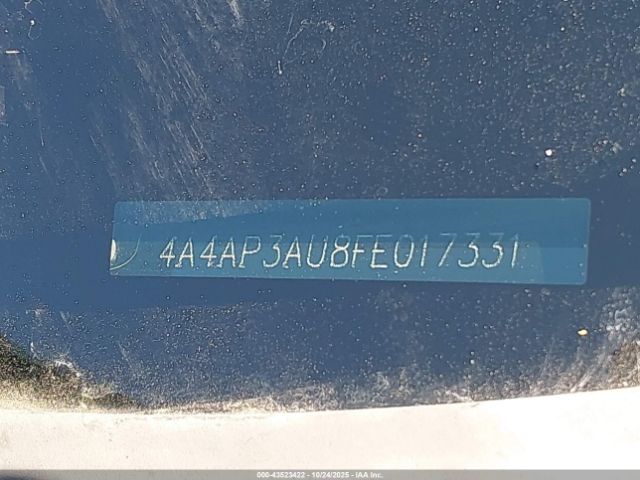 4A4AP3AU8FE017331
000-43523422 • 10/24/2025 • IAA Inc.